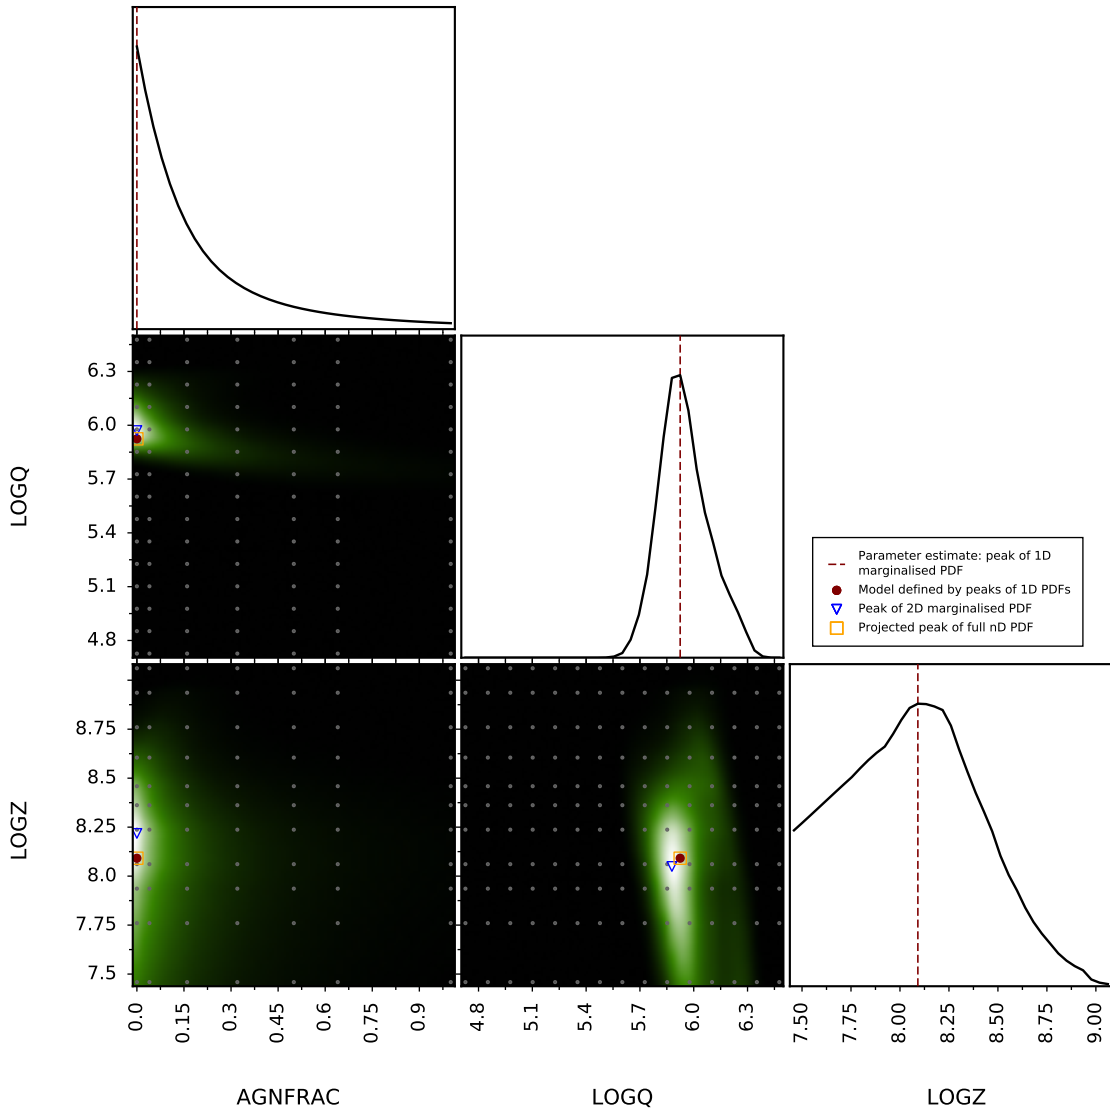 6.3
6.0
5.7
5.4
5.1
4.8
LOGQ
Parameter estimate: peak of 1D
marginalised PDF
Model defined by peaks of 1D PDFs
Peak of 2D marginalised PDF
Projected peak of full nD PDF
8.75
8.5
8.25
8.0
7.75
7.5
LOGZ
0.0 0.15 0.3 0.45 0.6 0.75 0.9
4.8 5.1 5.4 5.7 6.0 6.3
7.50 7.75 8.00 8.25 8.50 8.75 9.00
AGNFRAC LOGQ LOGZ